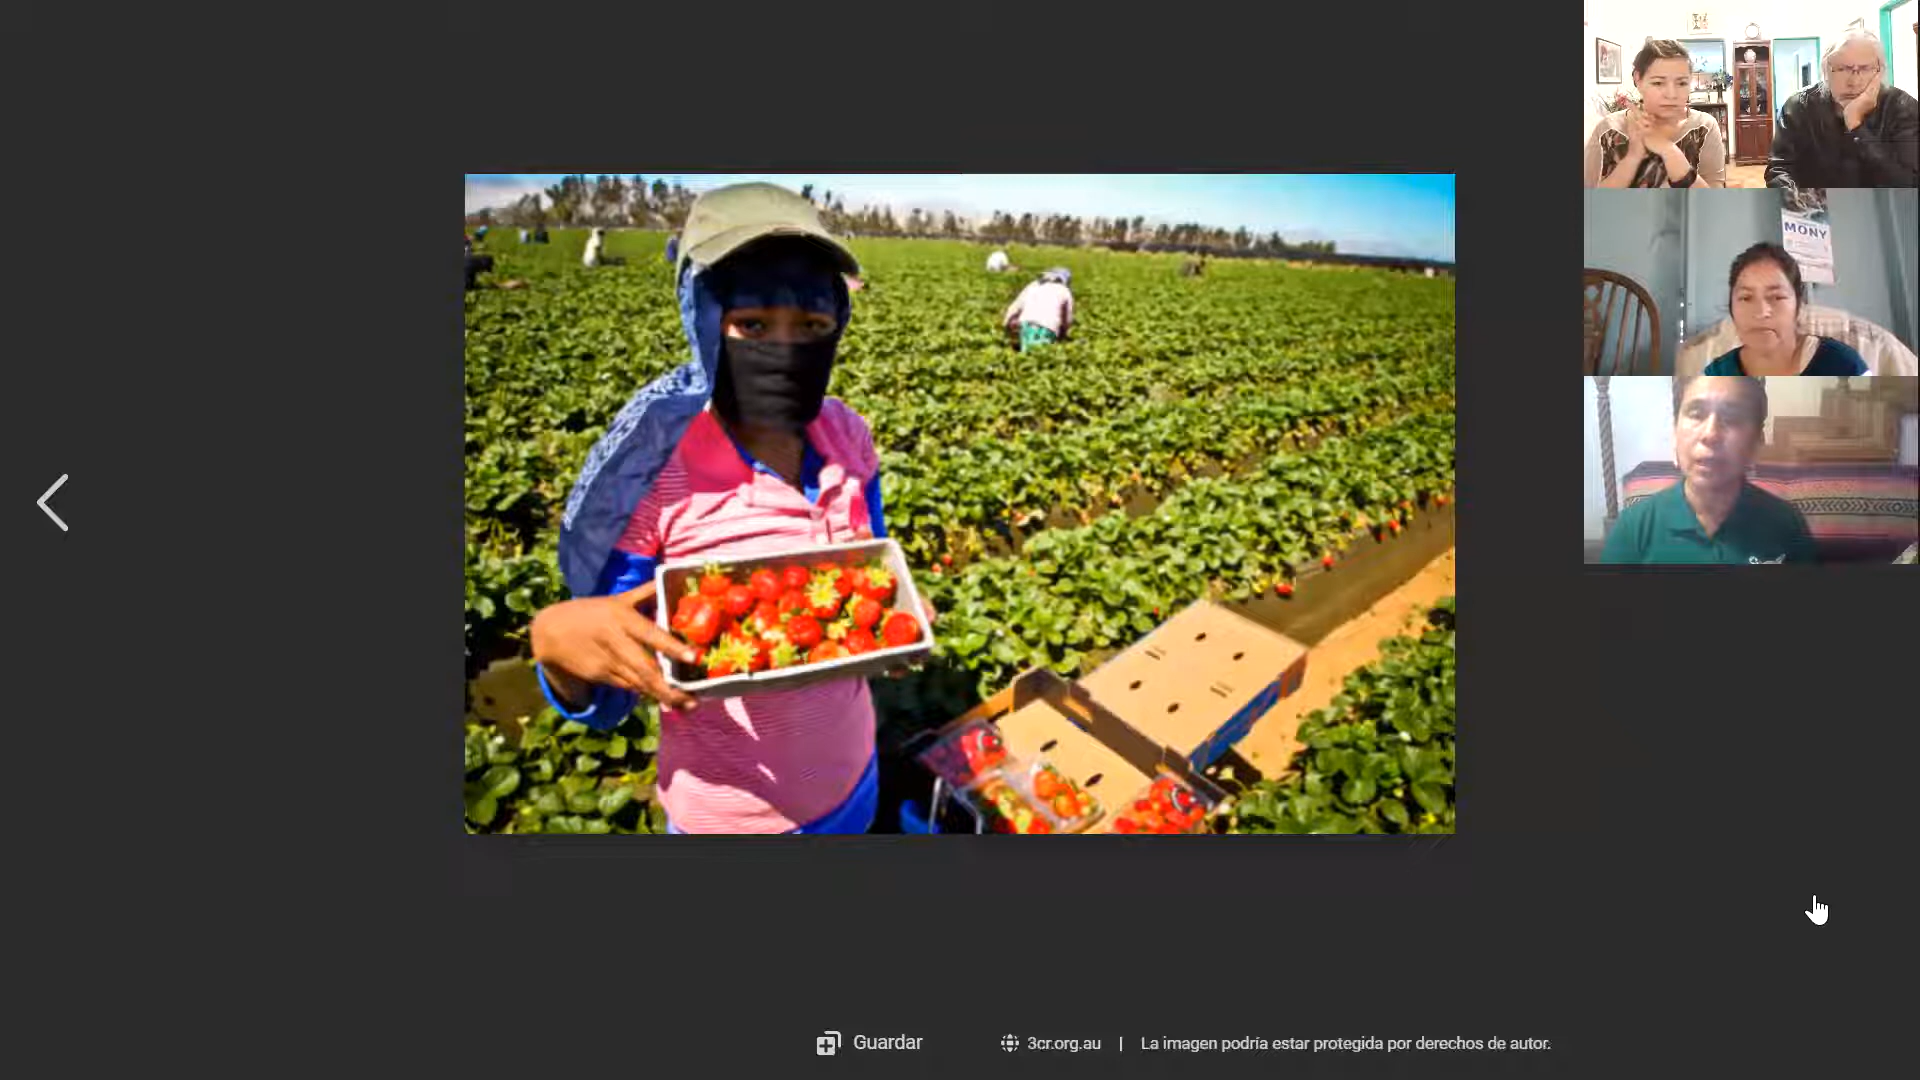 MONY
Guardar
3cr.org.au | La imagen podría estar protegida por derechos de autor.